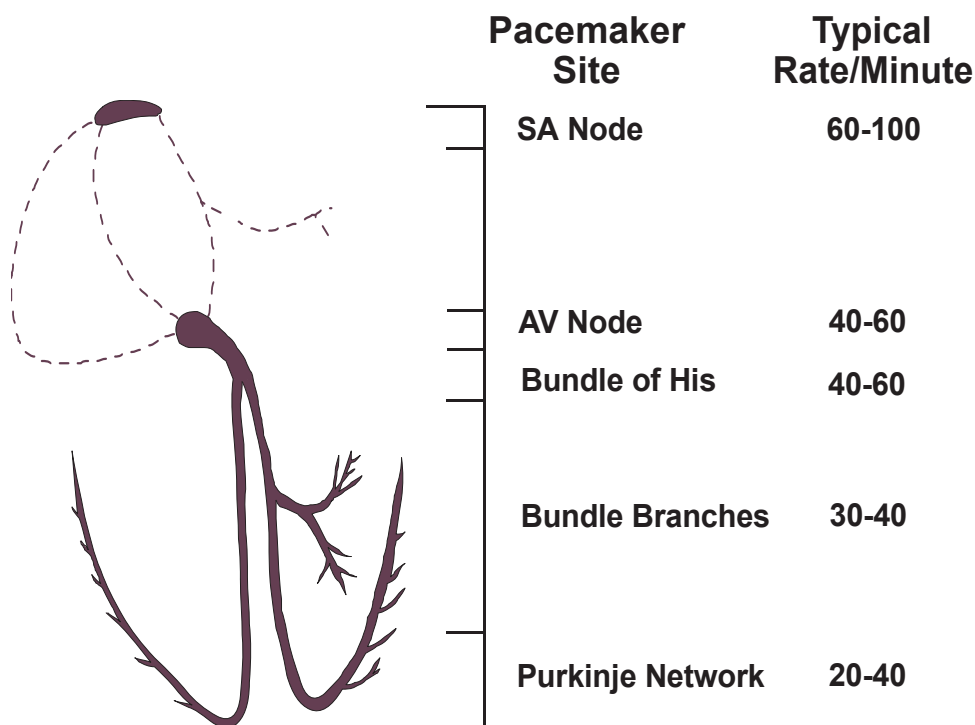 Pacemaker Site Typical Rate/Minute
SA Node 60-100
AV Node 40-60
Bundle of His 40-60
Bundle Branches 30-40
Purkinje Network 20-40